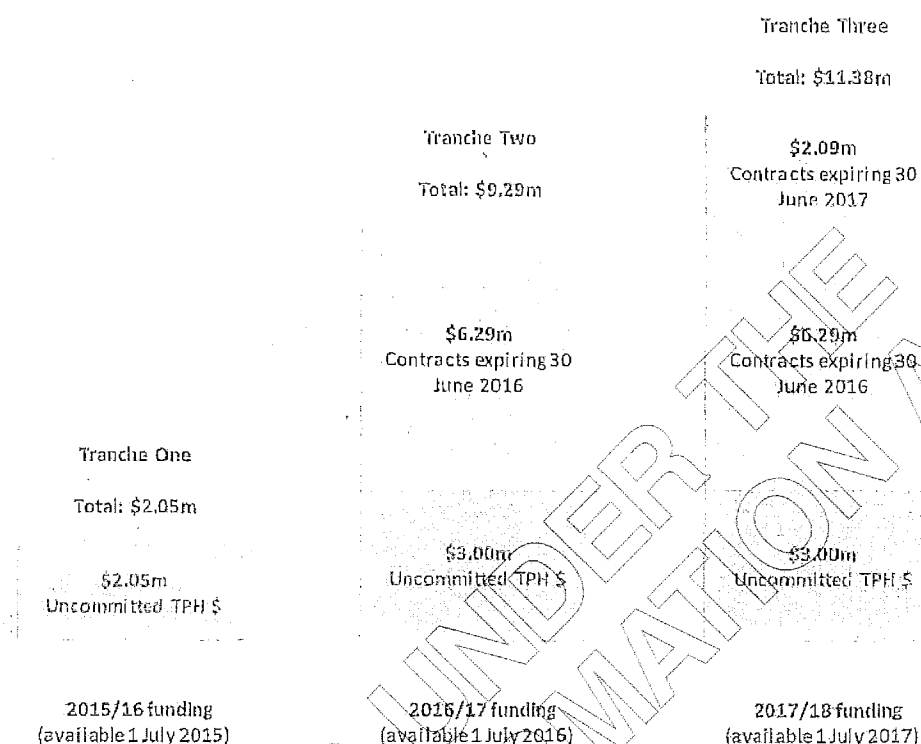 Tranche Three
Total: $11.38m
$2.09m
Contracts expiring 30
June 2017
$6.29m
Contracts expiring 30
June 2016
$3.00m
Uncommitted TPH $
2017/18 funding
(available 1 July 2017)
Tranche Two
Total: $9.29m
$6.29m
Contracts expiring 30
June 2016
$3.00m
Uncommitted TPH $
2016/17 funding
(available 1 July 2016)
Tranche One
Total: $2.05m
$2.05m
Uncommitted TPH $
2015/16 funding
(available 1 July 2015)
UNDER THE
MATION A